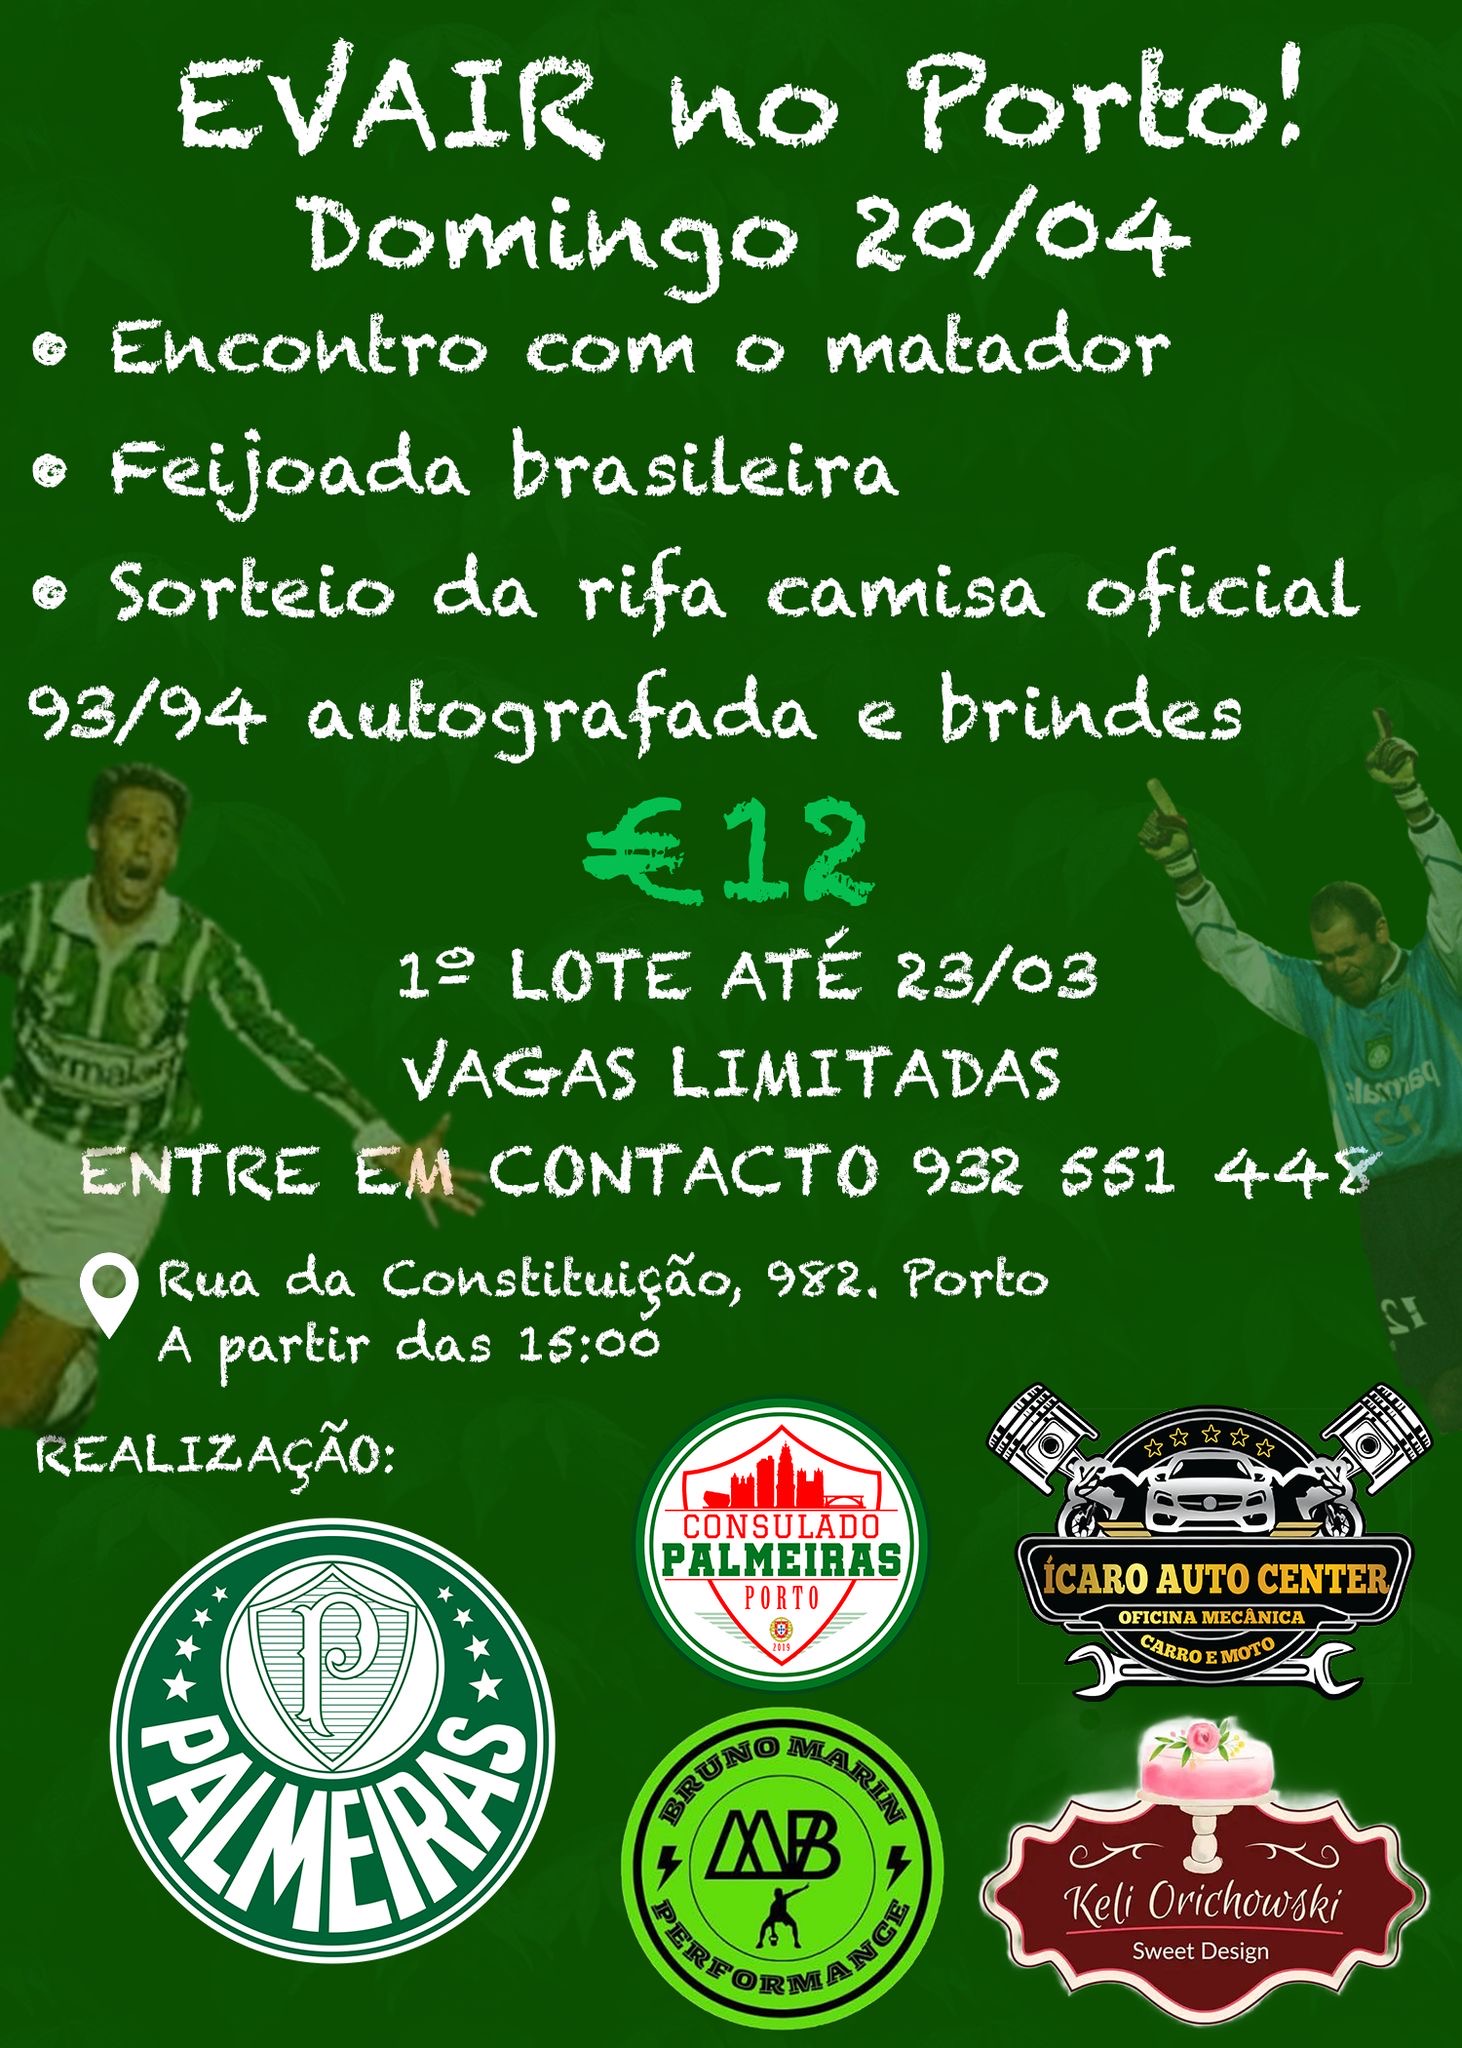 EVAIR no Porto!
Domingo 20/04
• Encontro com o matador
• Feijoada brasileira
• Sorteio da rifa camisa oficial
93/94 autografada e brindes
€12
1º LOTE ATÉ 23/03
VAGAS LIMITADAS
ENTRE EM CONTACTO 932 551 448
Rua da Constituição, 982. Porto
A partir das 15:00
REALIZAÇÃO:
P
PALMEIRAS
CONSULADO
PALMEIRAS
PORTO
2019
ÍCARO AUTO CENTER
OFICINA MECÂNICA
CARRO E MOTO
BRUNO MARIN
MB
PERFORMANCE
Keli Orichowski
Sweet Design
parmalat
parmalat
12